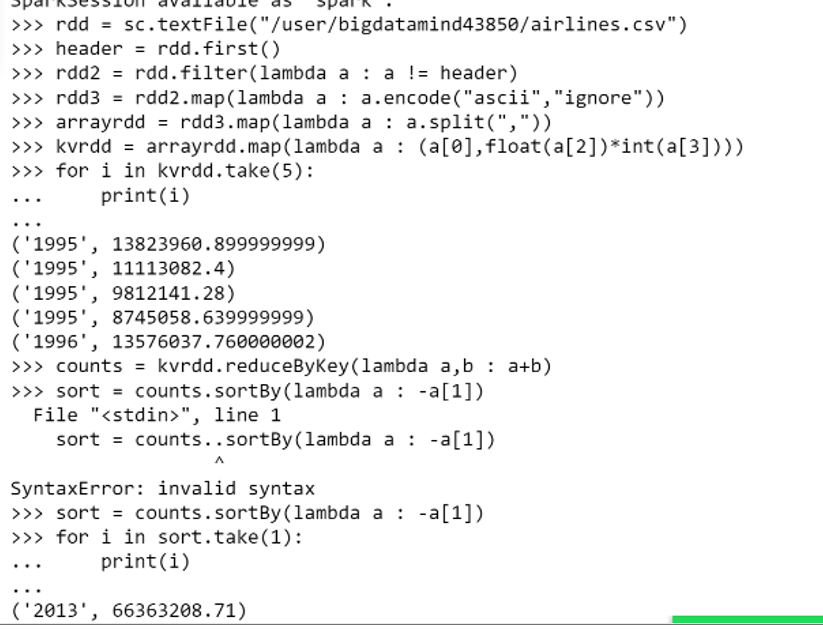 SparkSession available as 'spark'.
>>> rdd = sc.textFile("/user/bigdatamind43850/airlines.csv")
>>> header = rdd.first()
>>> rdd2 = rdd.filter(lambda a : a != header)
>>> rdd3 = rdd2.map(lambda a : a.encode("ascii","ignore"))
>>> arrayrdd = rdd3.map(lambda a : a.split(","))
>>> kvrdd = arrayrdd.map(lambda a : (a[0],float(a[2])*int(a[3])))
>>> for i in kvrdd.take(5):
...     print(i)
...
('1995', 13823960.899999999)
('1995', 11113082.4)
('1995', 9812141.28)
('1995', 8745058.639999999)
('1996', 13576037.760000002)
>>> counts = kvrdd.reduceByKey(lambda a,b : a+b)
>>> sort = counts.sortBy(lambda a : -a[1])
  File "<stdin>", line 1
    sort = counts..sortBy(lambda a : -a[1])
                  ^
SyntaxError: invalid syntax
>>> sort = counts.sortBy(lambda a : -a[1])
>>> for i in sort.take(1):
...     print(i)
...
('2013', 66363208.71)